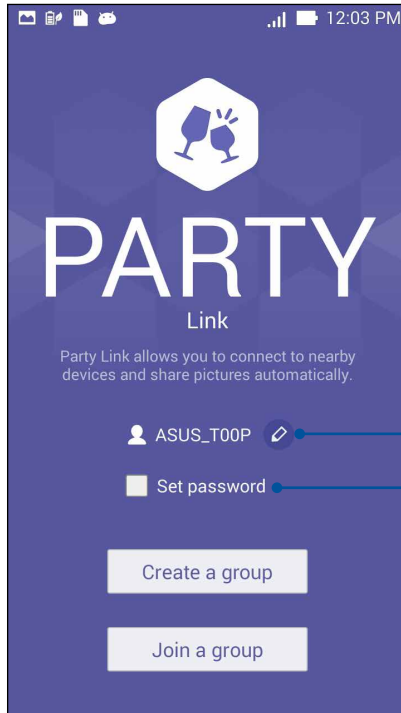 12:03 PM
PARTY
Link
Party Link allows you to connect to nearby
devices and share pictures automatically.
ASUS_T00P
Set password
Create a group
Join a group